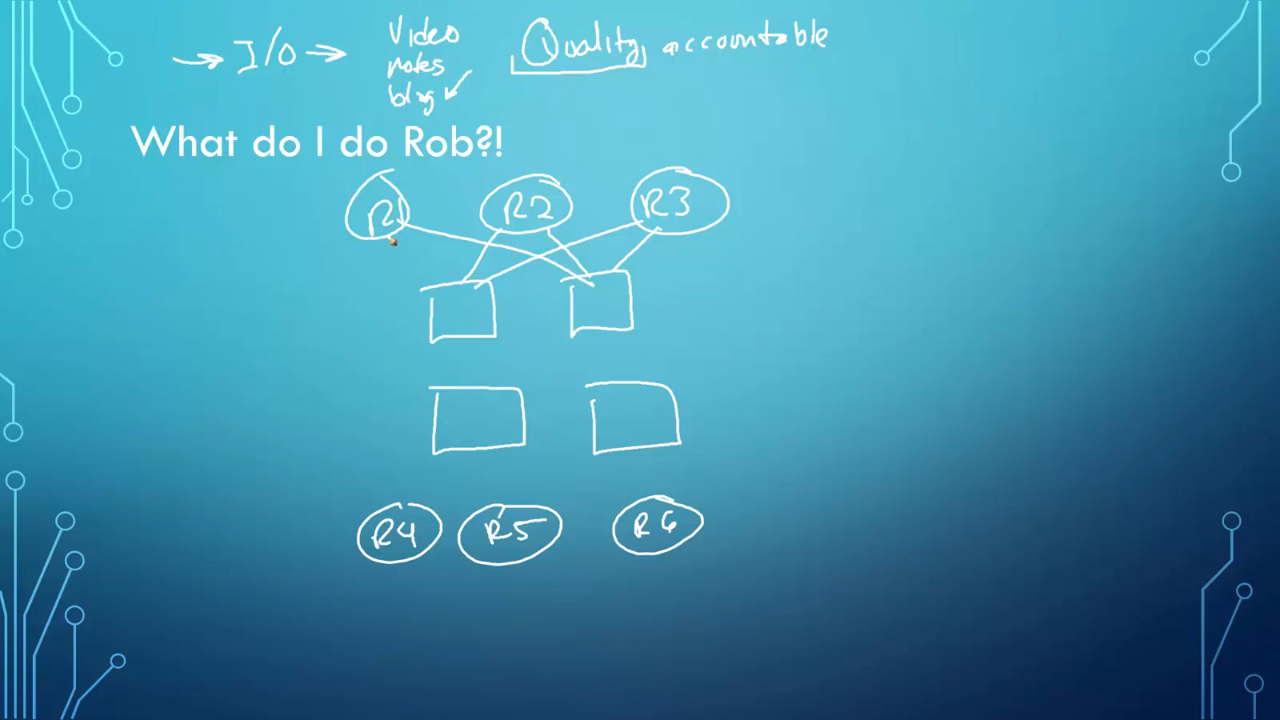 → I/O → Video Quality, accountable
notes
blog ✓
What do I do Rob?!
R1 R2 R3
R4 R5 R6